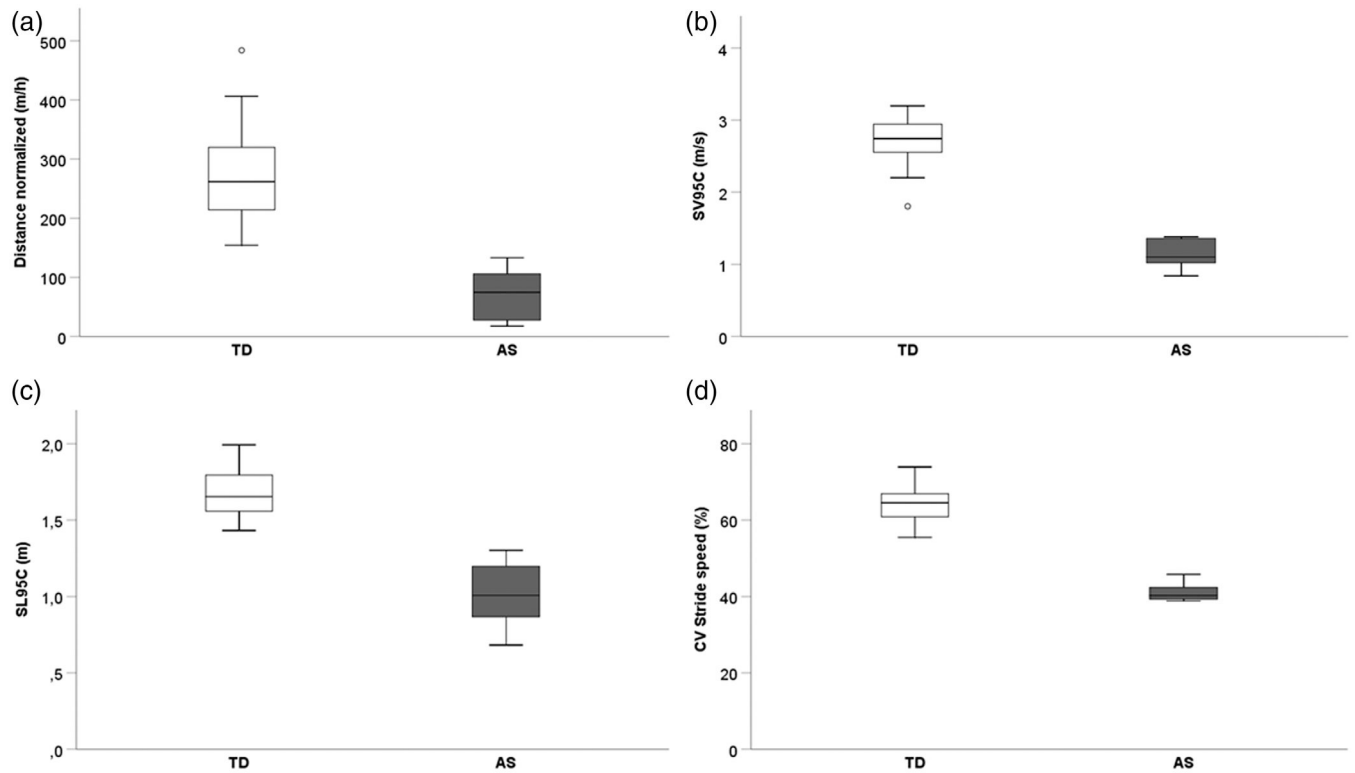 (a)
Distance normalized (m/h)
500
400
300
200
100
0
TD AS
(b)
SV95C (m/s)
4
3
2
1
0
TD AS
(c)
SL95C (m)
2,0
1,5
1,0
,5
,0
TD AS
(d)
CV Stride speed (%)
80
60
40
20
0
TD AS